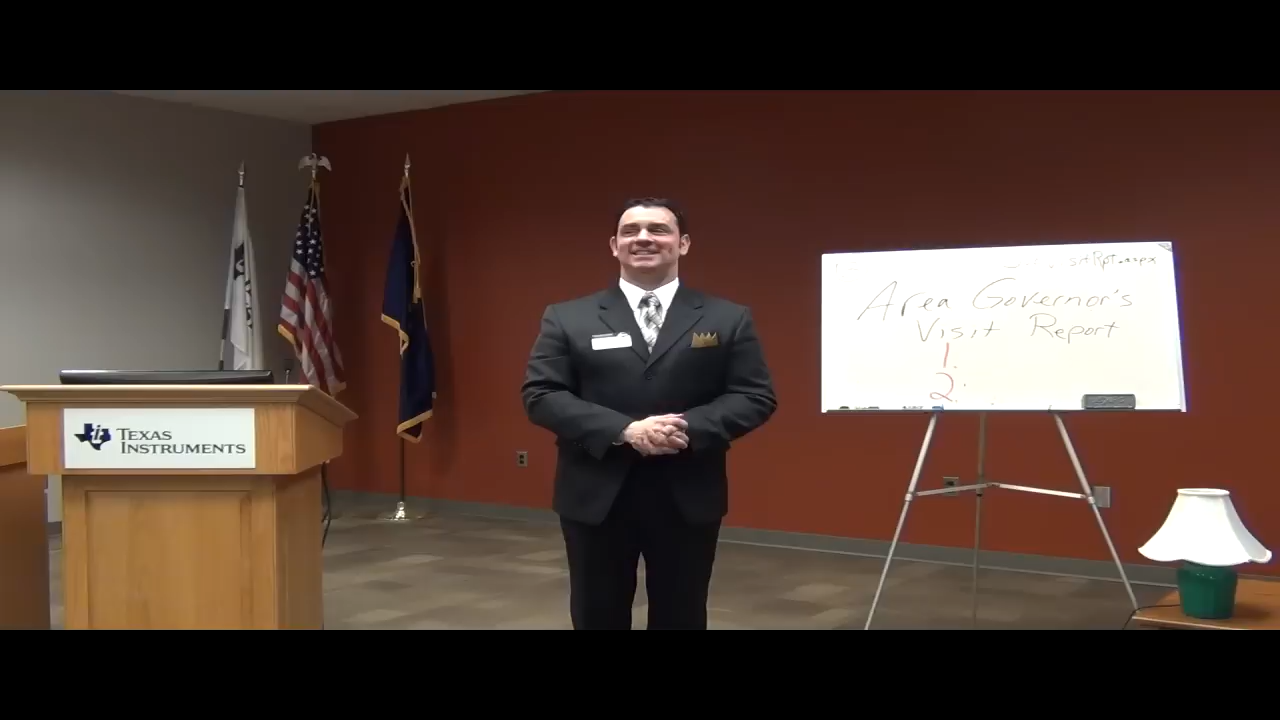 TEXAS
INSTRUMENTS
Area Governor's
Visit Report
1.
2.